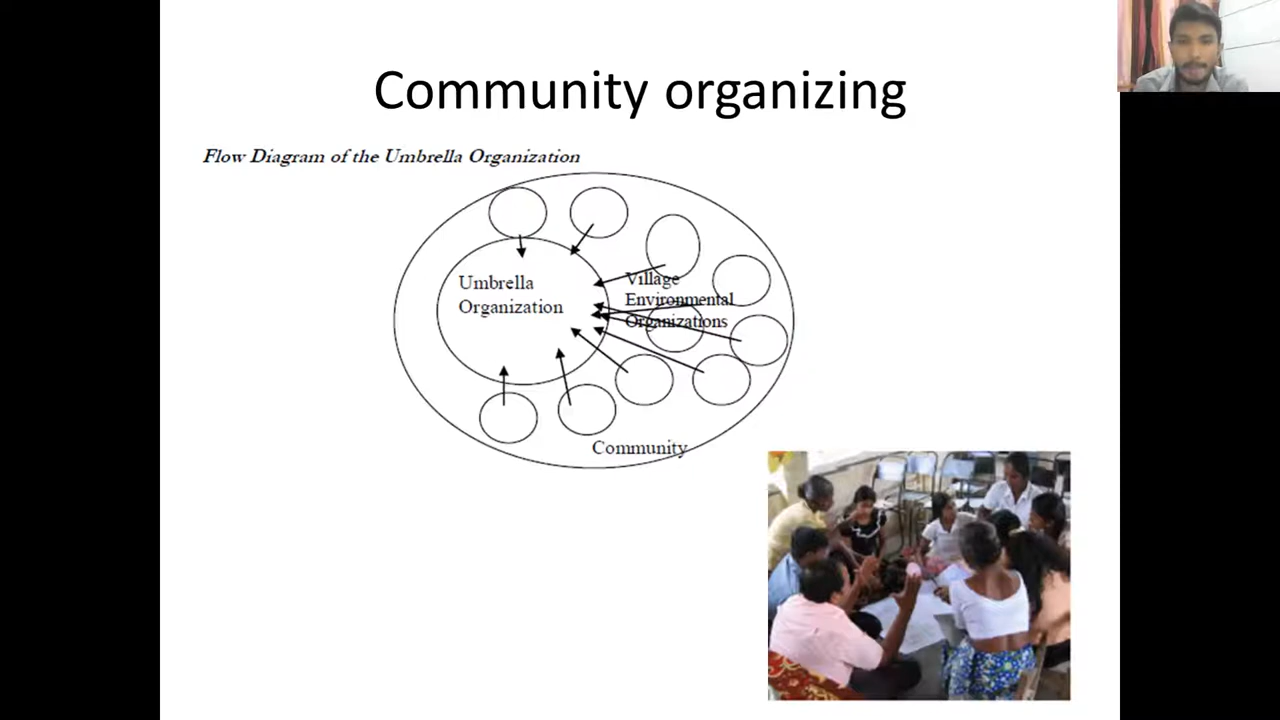 Community organizing
Flow Diagram of the Umbrella Organization
Umbrella
Organization
Village
Environmental
Organizations
Community